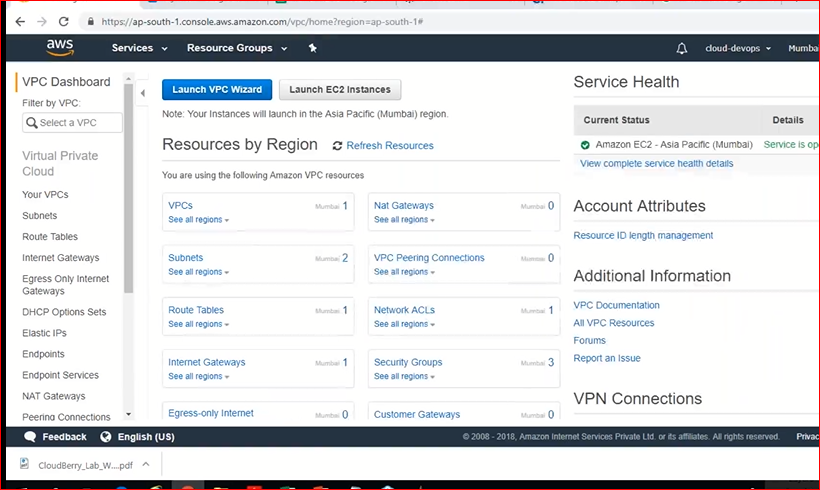 https://ap-south-1.console.aws.amazon.com/vpc/home?region=ap-south-1#
aws
Services
Resource Groups
cloud-devops
Mumbai
VPC Dashboard
Filter by VPC:
Select a VPC
Virtual Private
Cloud
Your VPCs
Subnets
Route Tables
Internet Gateways
Egress Only Internet
Gateways
DHCP Options Sets
Elastic IPs
Endpoints
Endpoint Services
NAT Gateways
Peering Connections
Launch VPC Wizard
Launch EC2 Instances
Note: Your Instances will launch in the Asia Pacific (Mumbai) region.
Resources by Region
Refresh Resources
You are using the following Amazon VPC resources
VPCs Mumbai 1
See all regions
Nat Gateways Mumbai 0
See all regions
Subnets Mumbai 2
See all regions
VPC Peering Connections Mumbai 0
See all regions
Route Tables Mumbai 1
See all regions
Network ACLs Mumbai 1
See all regions
Internet Gateways Mumbai 1
See all regions
Security Groups Mumbai 3
See all regions
Egress-only Internet Mumbai 0
Customer Gateways Mumbai 0
Service Health
Current Status Details
Amazon EC2 - Asia Pacific (Mumbai) Service is ope
View complete service health details
Account Attributes
Resource ID length management
Additional Information
VPC Documentation
All VPC Resources
Forums
Report an Issue
VPN Connections
Feedback
English (US)
© 2008 - 2018, Amazon Internet Services Private Ltd. or its affiliates. All rights reserved.
Privac
CloudBerry_Lab_W....pdf